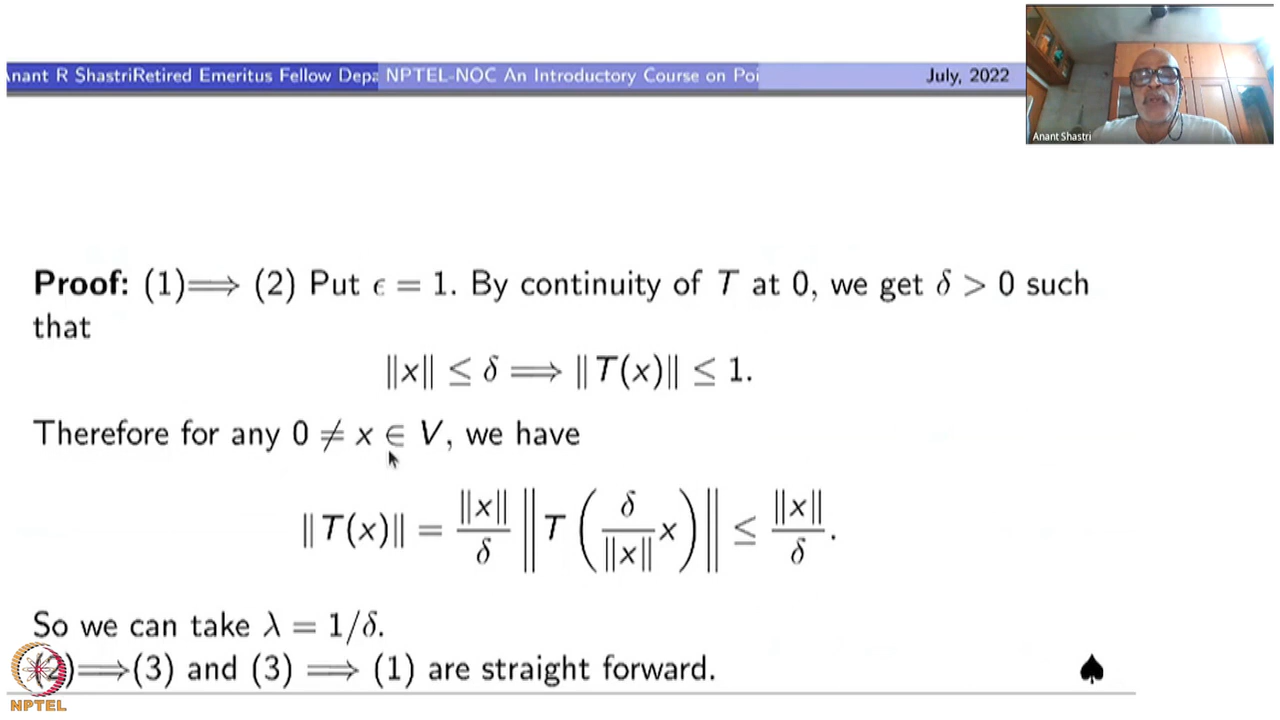 Anant R ShastriRetired Emeritus Fellow Depa NPTEL-NOC An Introductory Course on Poi July, 2022
Anant Shastri
Proof: (1)⟹ (2) Put ϵ = 1. By continuity of T at 0, we get δ > 0 such
that
‖x‖ ≤ δ ⟹ ‖T(x)‖ ≤ 1.
Therefore for any 0 ≠ x ∈ V, we have
‖T(x)‖ = ‖x‖/δ ‖T(δ/‖x‖ x)‖ ≤ ‖x‖/δ.
So we can take λ = 1/δ.
(2)⟹(3) and (3) ⟹ (1) are straight forward. ♠
NPTEL